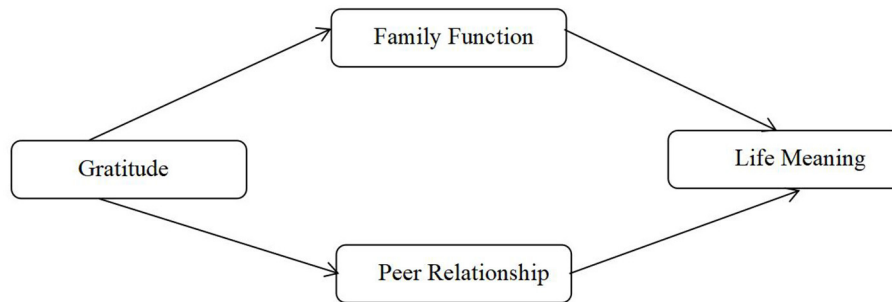 Family Function
Gratitude
Life Meaning
Peer Relationship